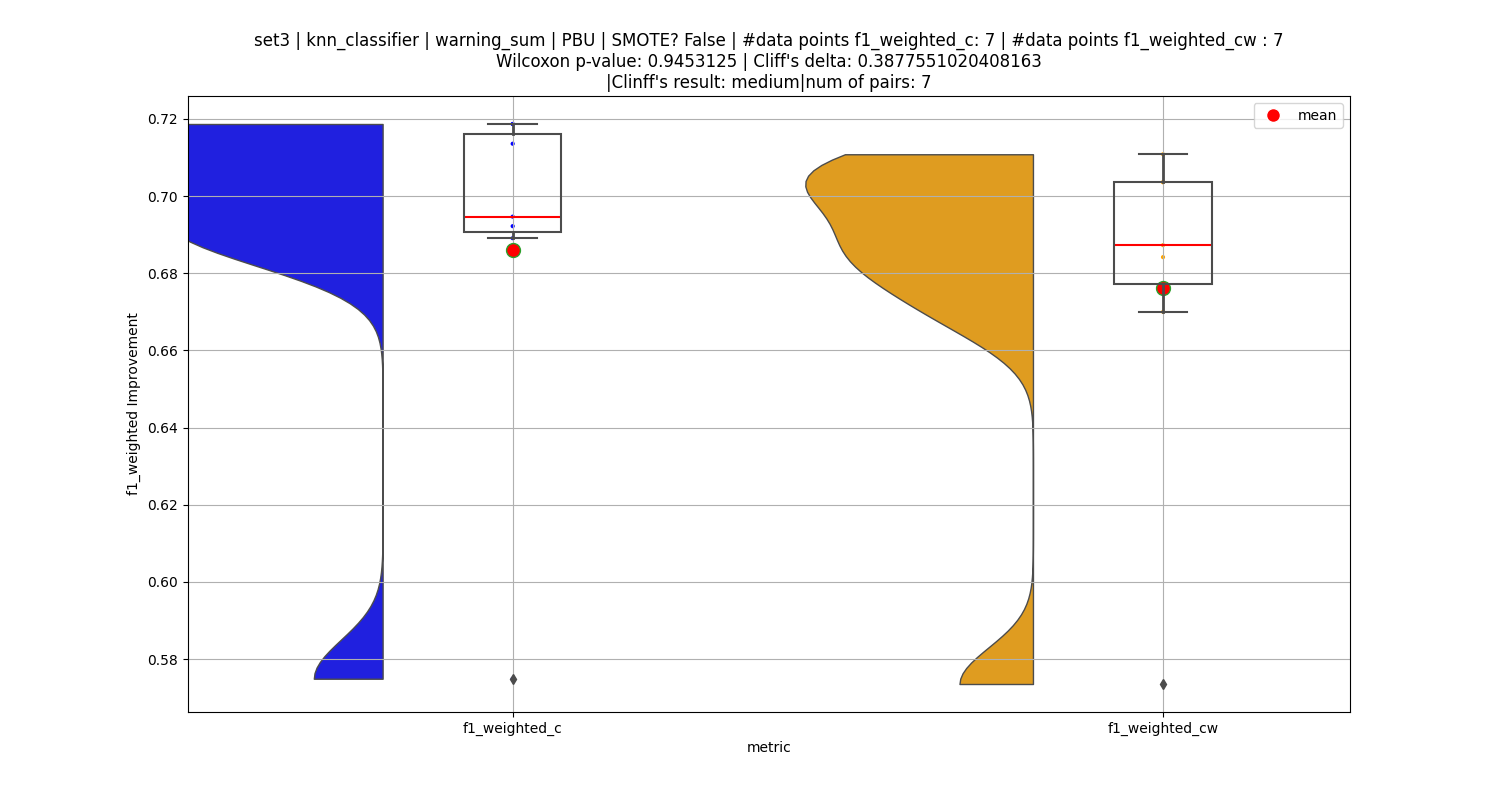 set3 | knn_classifier | warning_sum | PBU | SMOTE? False | #data points f1_weighted_c: 7 | #data points f1_weighted_cw : 7
Wilcoxon p-value: 0.9453125 | Cliff's delta: 0.3877551020408163
|Clinff's result: medium|num of pairs: 7
mean
f1_weighted Improvement
0.72
0.70
0.68
0.66
0.64
0.62
0.60
0.58
f1_weighted_c
f1_weighted_cw
metric